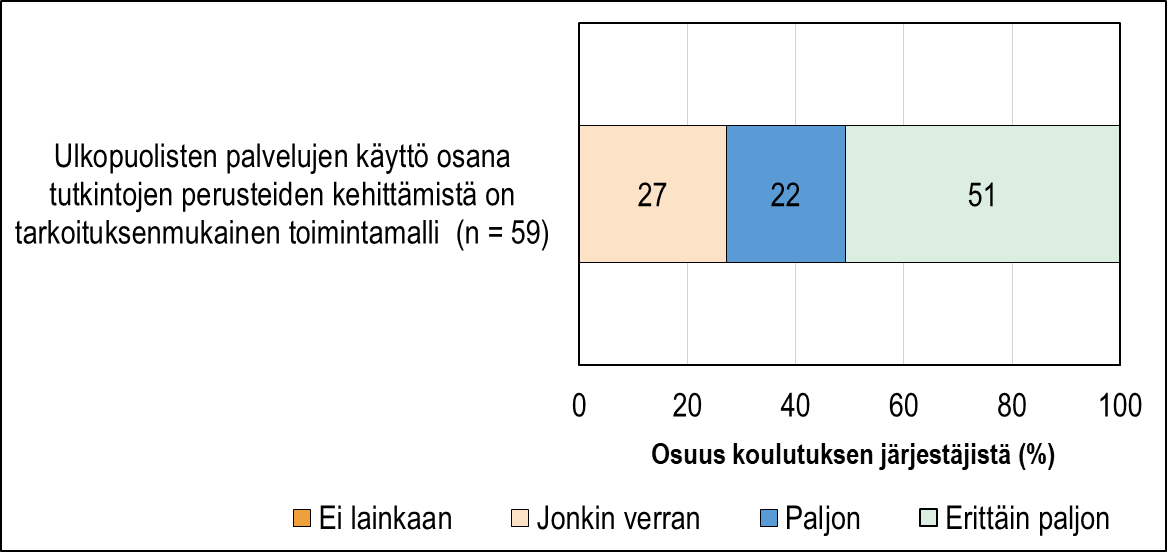 Ulkopuolisten palvelujen käyttö osana
tutkintojen perusteiden kehittämistä on
tarkoituksenmukainen toimintamalli (n = 59)
27 22 51
0 20 40 60 80 100
Osuus koulutuksen järjestäjistä (%)
Ei lainkaan Jonkin verran Paljon Erittäin paljon